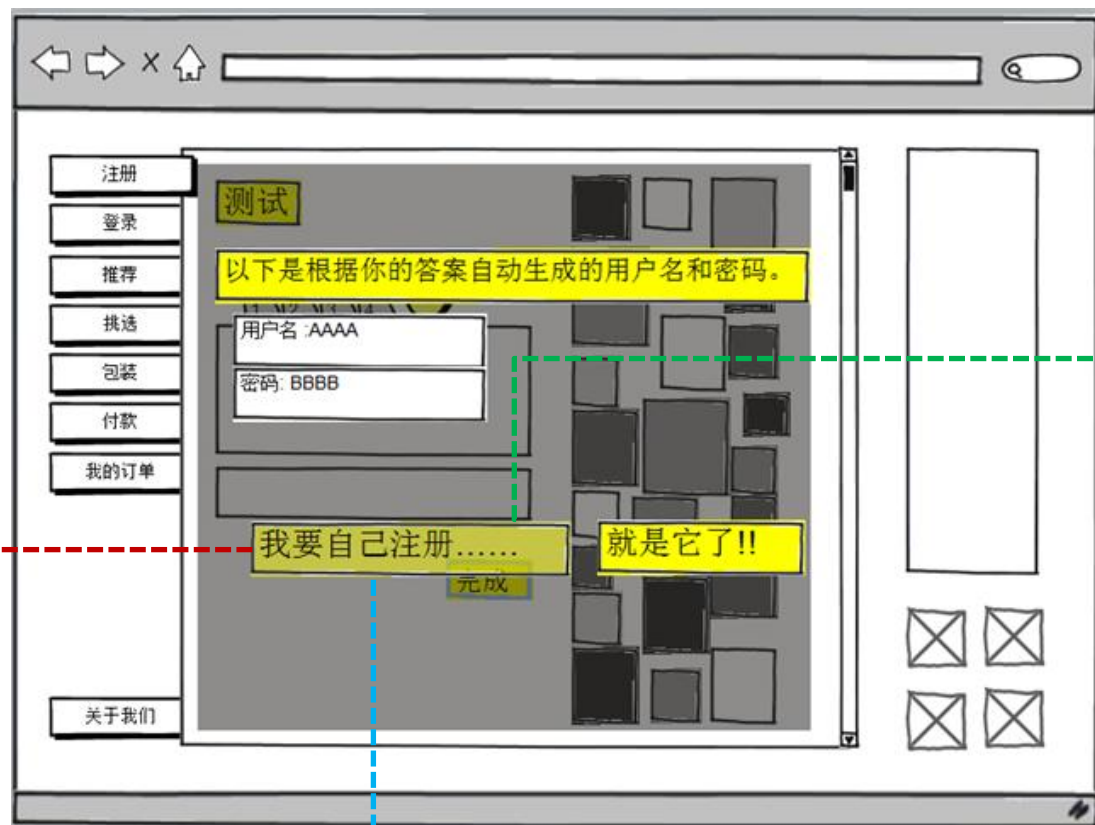 注册
登录
推荐
挑选
包装
付款
我的订单
关于我们
测试
以下是根据你的答案自动生成的用户名和密码。
用户名 :AAAA
密码: BBBB
我要自己注册……
就是它了!!
完成